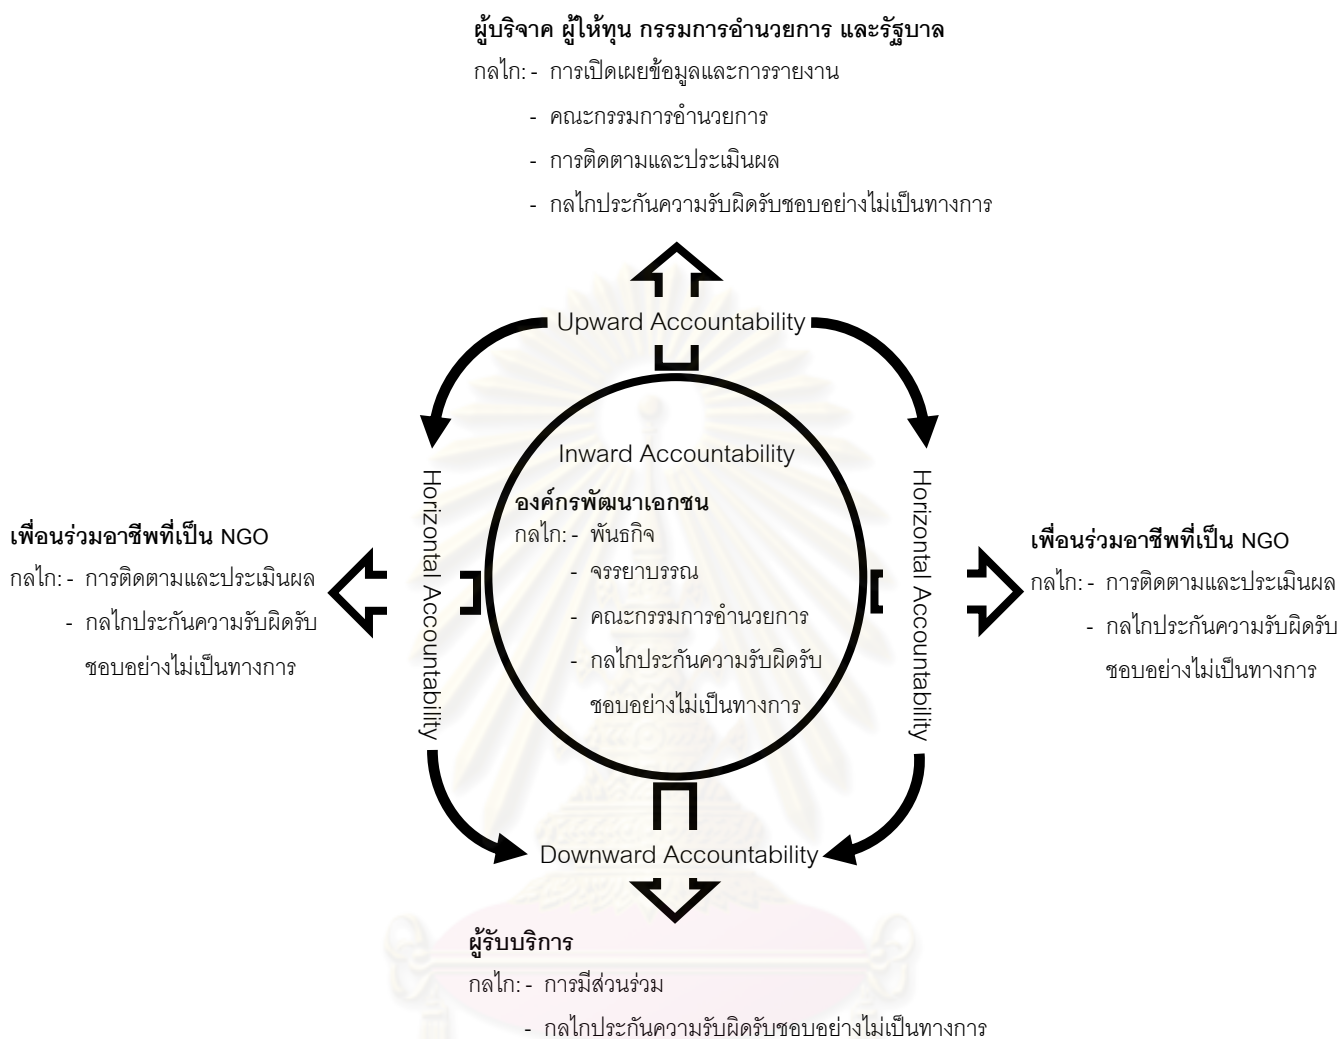 ผู้บริจาค ผู้ให้ทุน กรรมการอำนวยการ และรัฐบาล
กลไก: - การเปิดเผยข้อมูลและการรายงาน
- คณะกรรมการอำนวยการ
- การติดตามและประเมินผล
- กลไกประกันความรับผิดรับชอบอย่างไม่เป็นทางการ
Upward Accountability
Inward Accountability
องค์กรพัฒนาเอกชน
กลไก: - พันธกิจ
- จรรยาบรรณ
- คณะกรรมการอำนวยการ
- กลไกประกันความรับผิดรับ
ชอบอย่างไม่เป็นทางการ
Horizontal Accountability
เพื่อนร่วมอาชีพที่เป็น NGO
กลไก: - การติดตามและประเมินผล
- กลไกประกันความรับผิดรับ
ชอบอย่างไม่เป็นทางการ
Horizontal Accountability
เพื่อนร่วมอาชีพที่เป็น NGO
กลไก: - การติดตามและประเมินผล
- กลไกประกันความรับผิดรับ
ชอบอย่างไม่เป็นทางการ
Downward Accountability
ผู้รับบริการ
กลไก: - การมีส่วนร่วม
- กลไกประกันความรับผิดรับชอบอย่างไม่เป็นทางการ